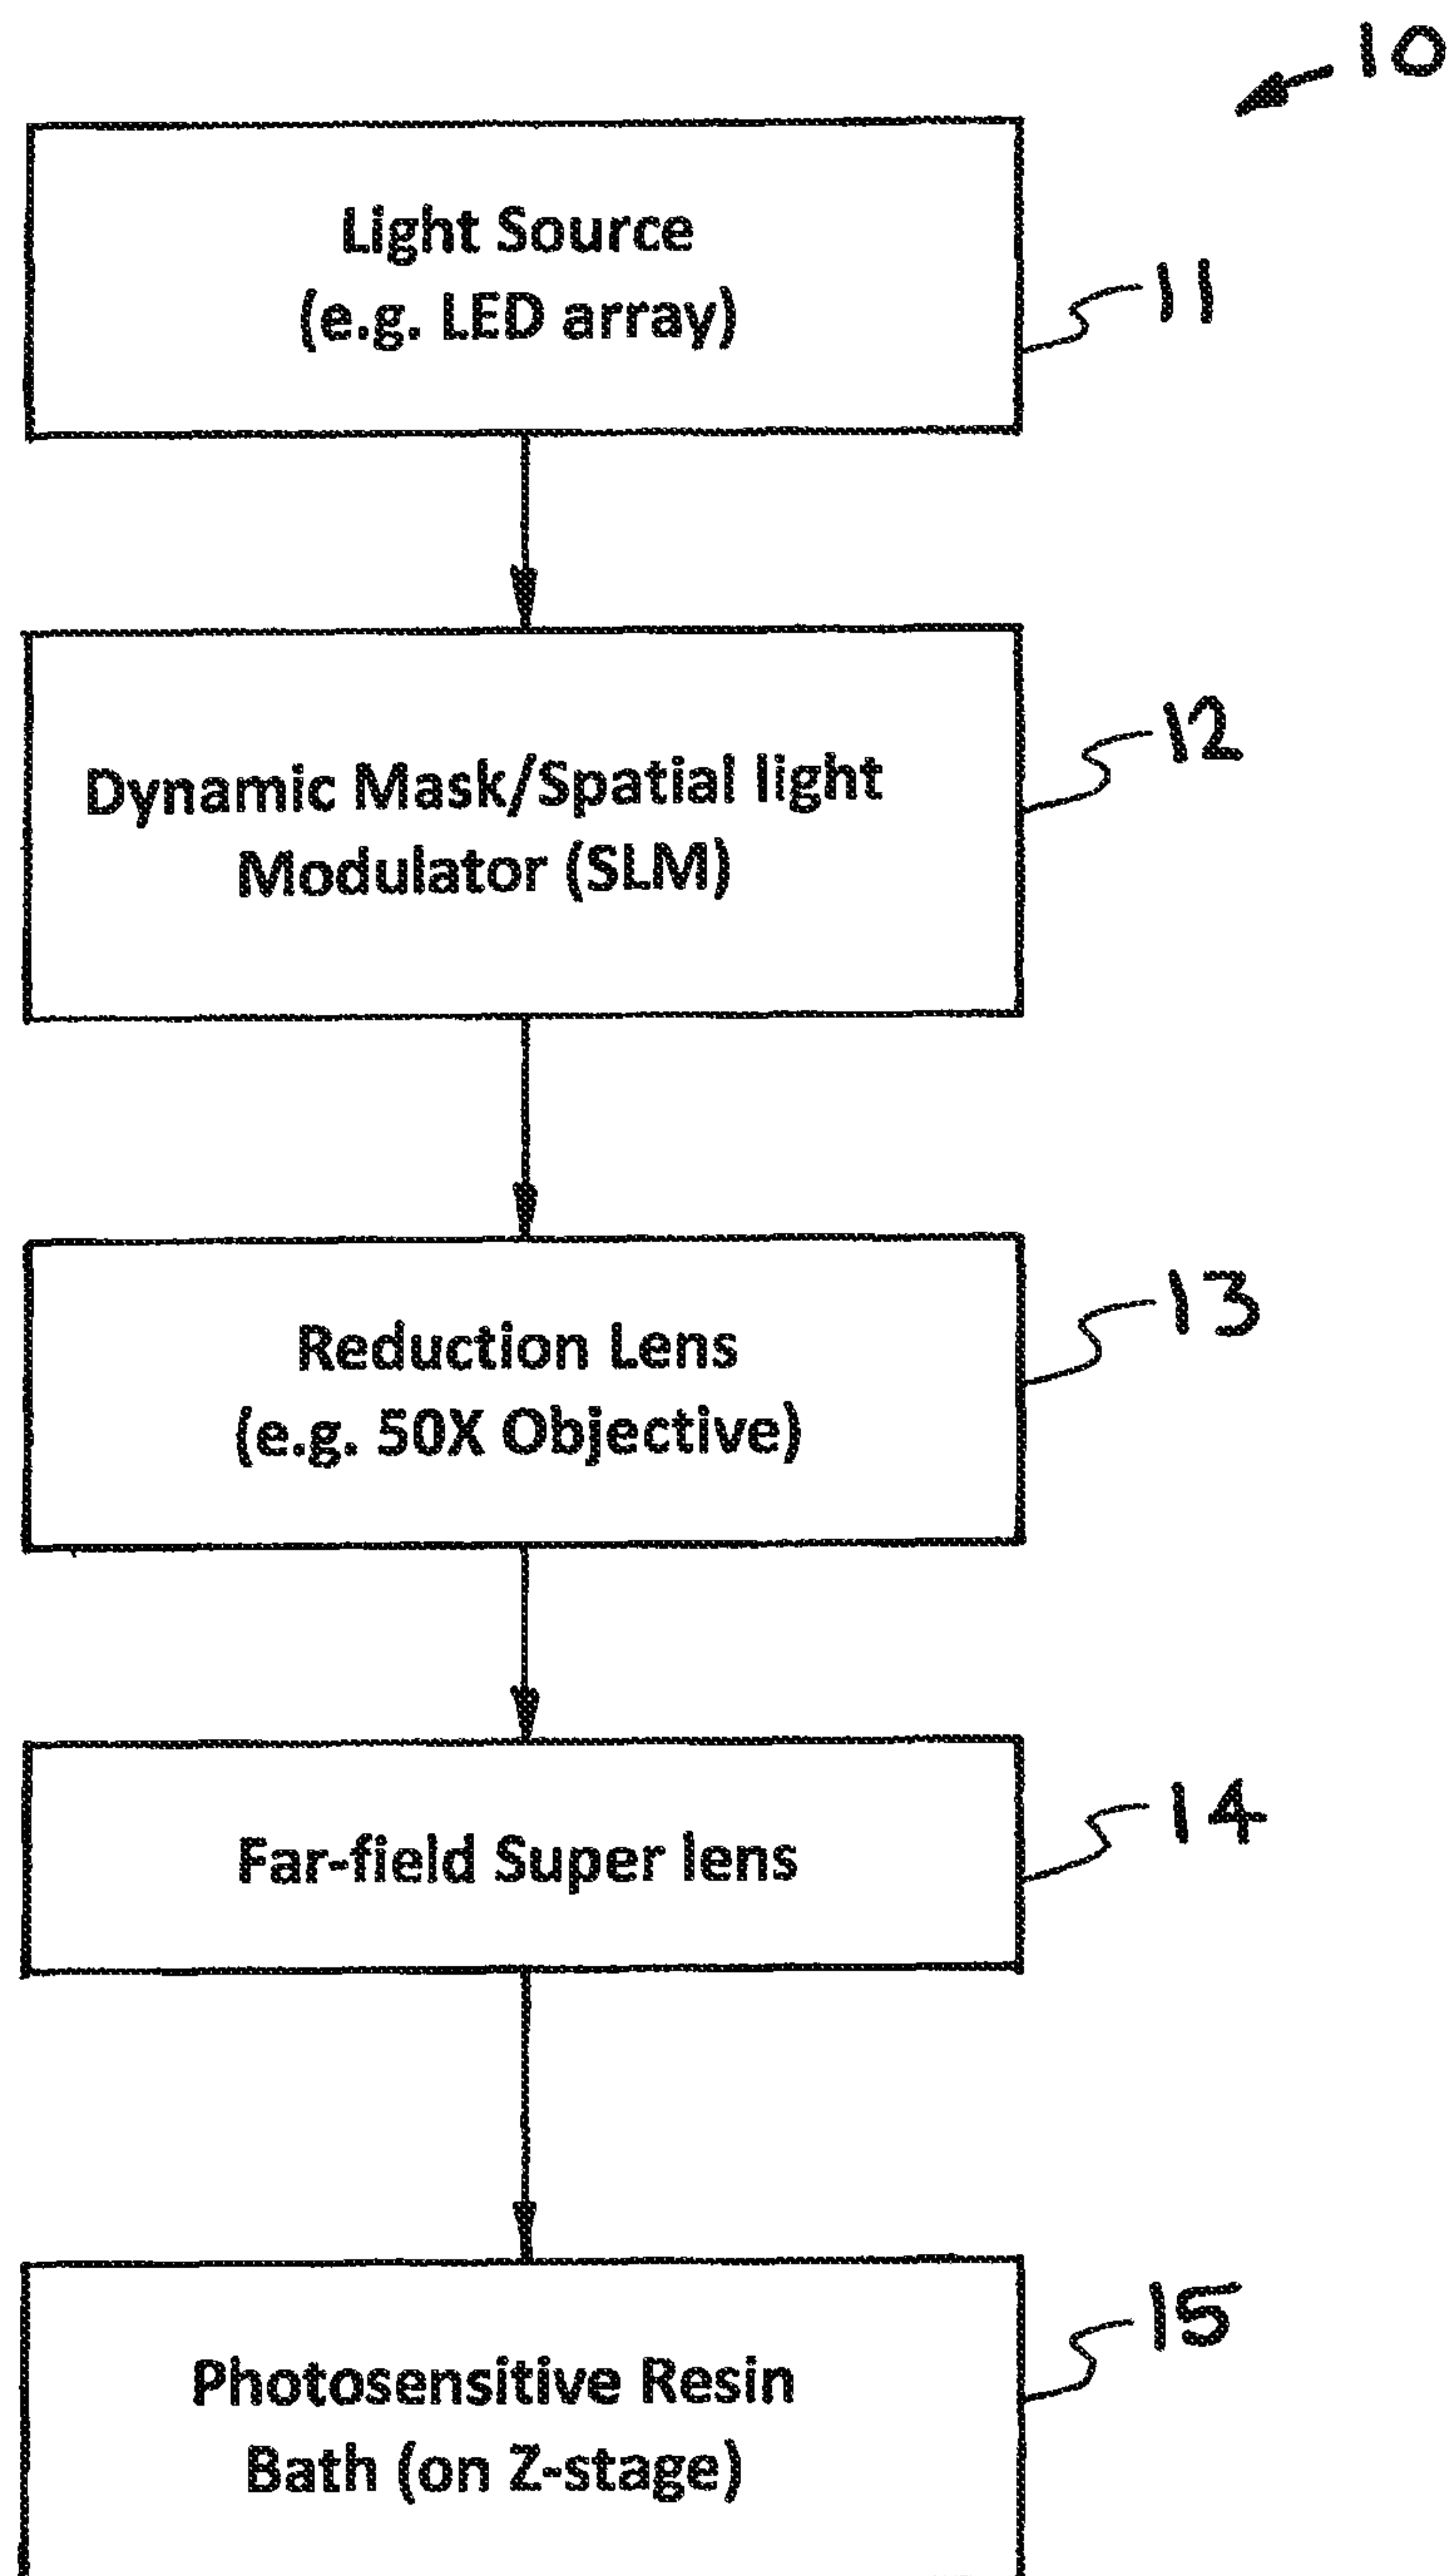 10
Light Source
(e.g. LED array)
11
Dynamic Mask/Spatial light
Modulator (SLM)
12
Reduction Lens
(e.g. 50X Objective)
13
Far-field Super lens
14
Photosensitive Resin
Bath (on Z-stage)
15